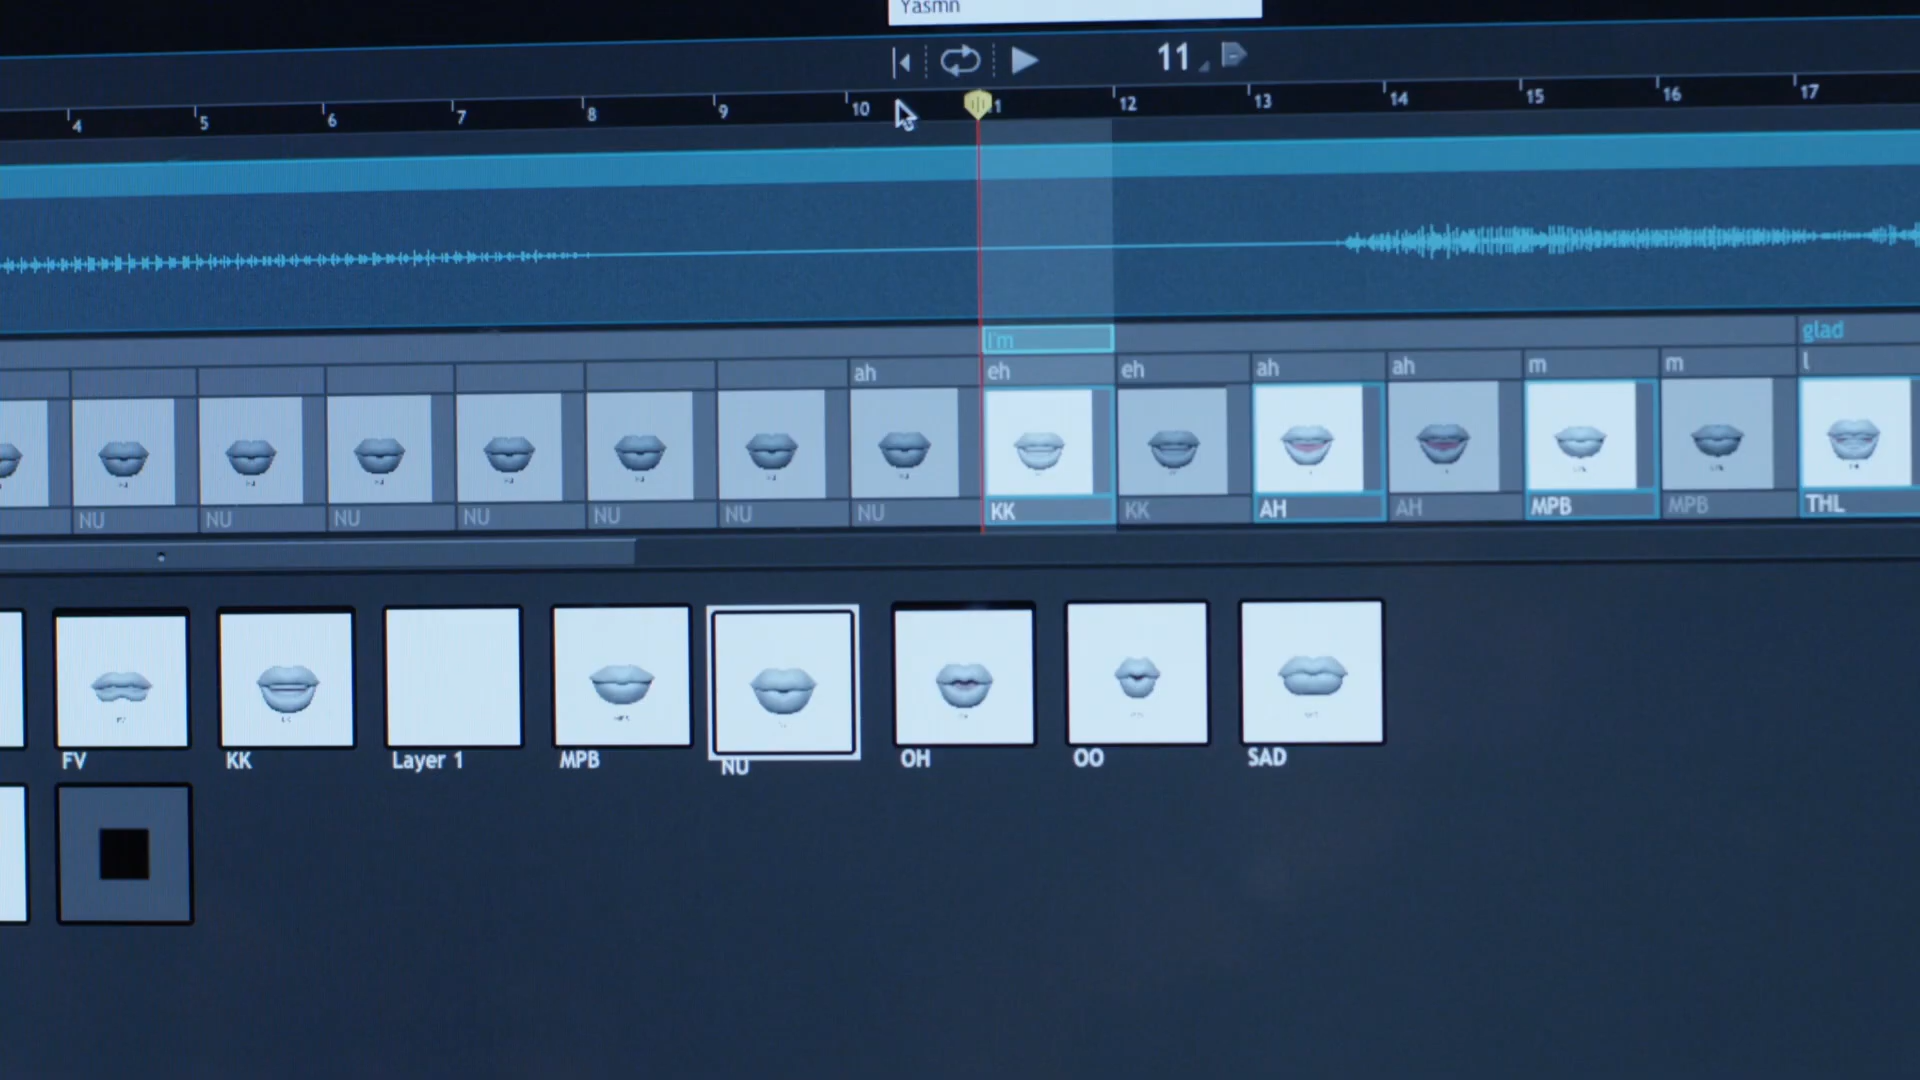 Yasmn
11
4 5 6 7 8 9 10 11 12 13 14 15 16 17
I'm glad
ah eh eh ah ah m m l
NU NU NU NU NU NU NU KK KK AH AH MPB MPB THL
FV KK Layer 1 MPB NU OH OO SAD